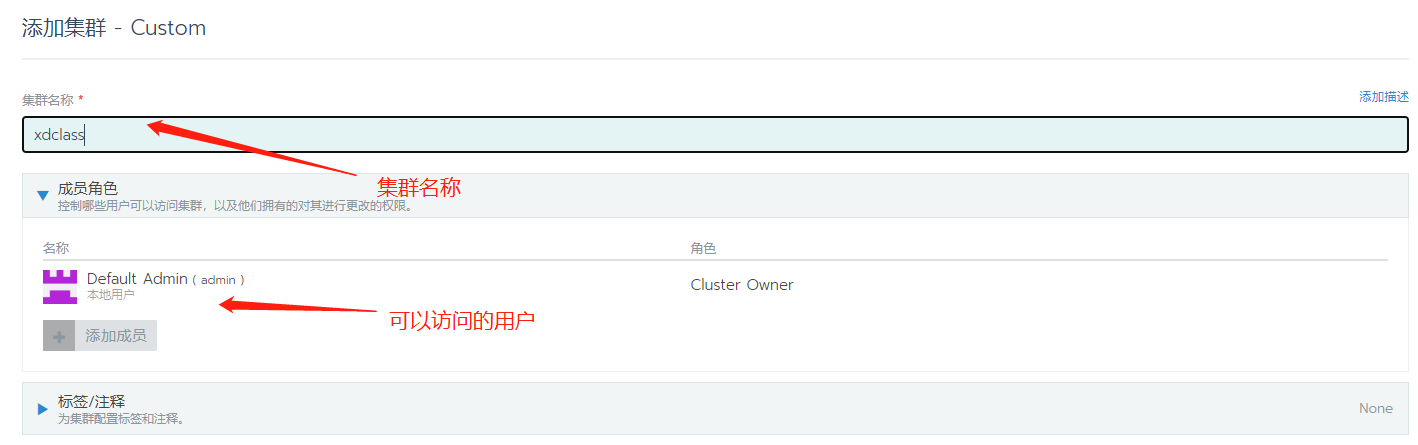 添加集群 - Custom
集群名称 *
添加描述
xdclass
集群名称
成员角色
控制哪些用户可以访问集群，以及他们拥有的对其进行更改的权限。
名称
角色
Default Admin ( admin )
本地用户
Cluster Owner
可以访问的用户
+ 添加成员
标签/注释
为集群配置标签和注释。
None